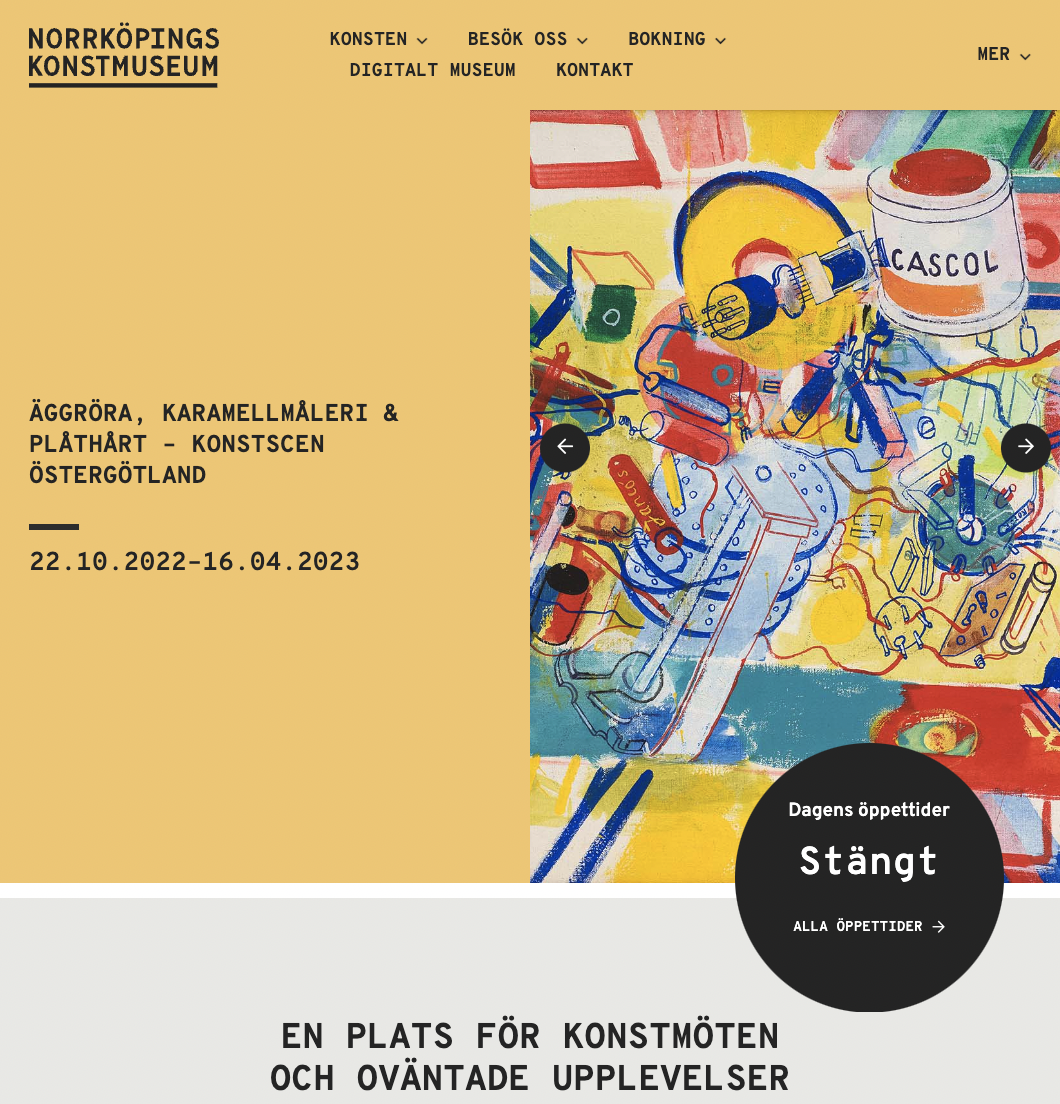 NORRKÖPINGS
KONSTMUSEUM
KONSTEN
BESÖK OSS
BOKNING
DIGITALT MUSEUM
KONTAKT
MER
CASCOL
ÄGGRÖRA, KARAMELLMÅLERI &
PLÅTHÅRT – KONSTSCEN
ÖSTERGÖTLAND
22.10.2022–16.04.2023
Dagens öppettider
Stängt
ALLA ÖPPETTIDER
EN PLATS FÖR KONSTMÖTEN
OCH OVÄNTADE UPPLEVELSER